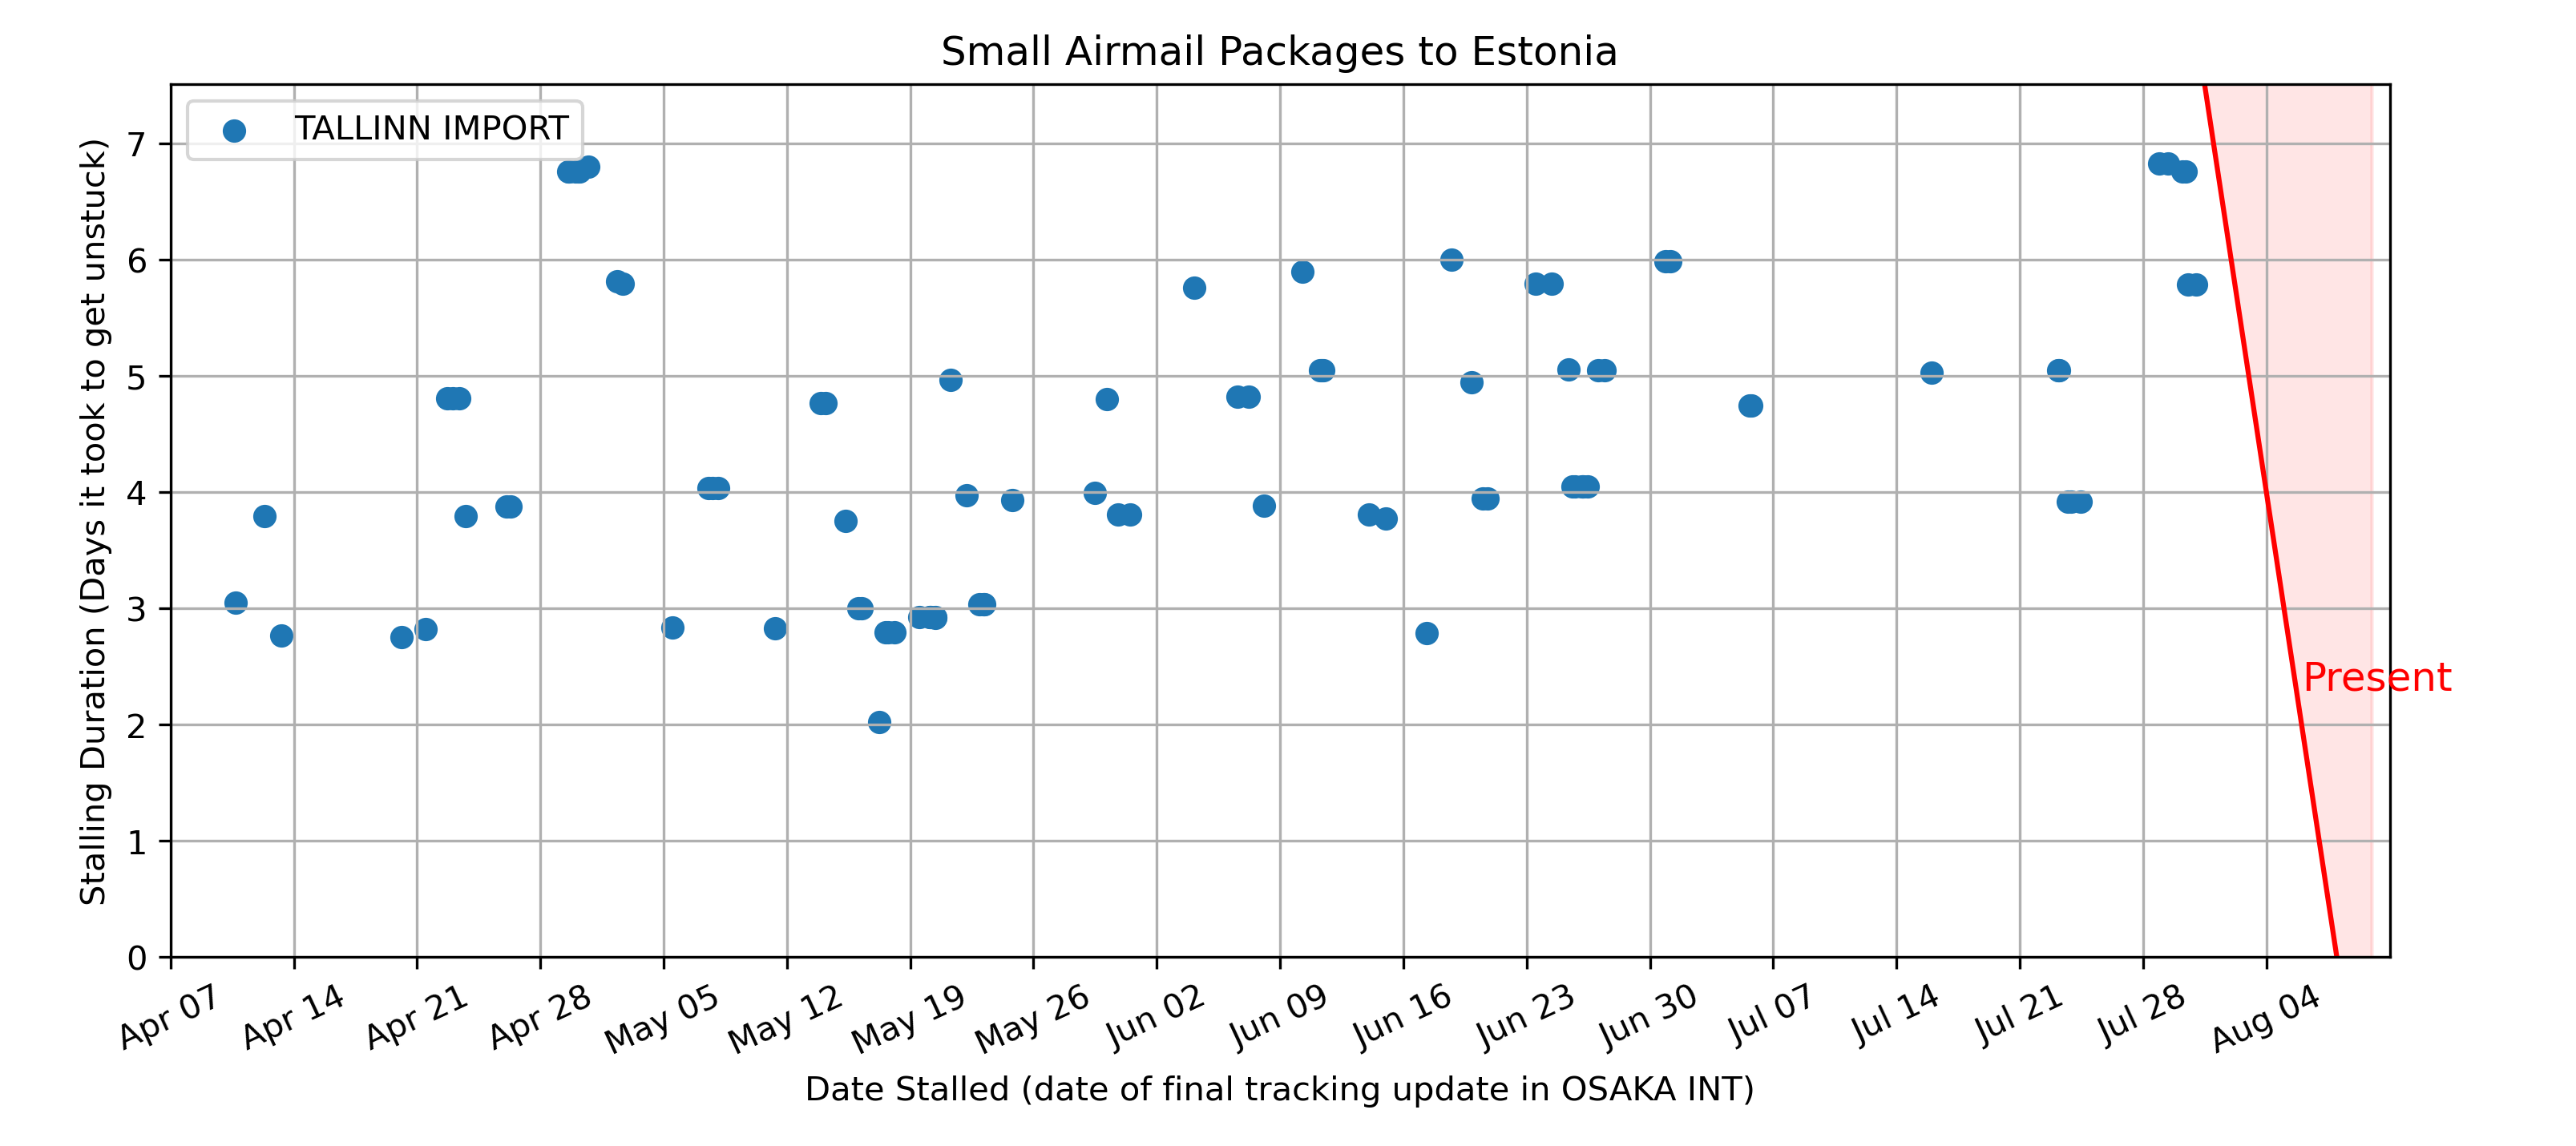 Small Airmail Packages to Estonia
TALLINN IMPORT
Stalling Duration (Days it took to get unstuck)
7
6
5
4
3
2
1
0
Present
Apr 07
Apr 14
Apr 21
Apr 28
May 05
May 12
May 19
May 26
Jun 02
Jun 09
Jun 16
Jun 23
Jun 30
Jul 07
Jul 14
Jul 21
Jul 28
Aug 04
Date Stalled (date of final tracking update in OSAKA INT)